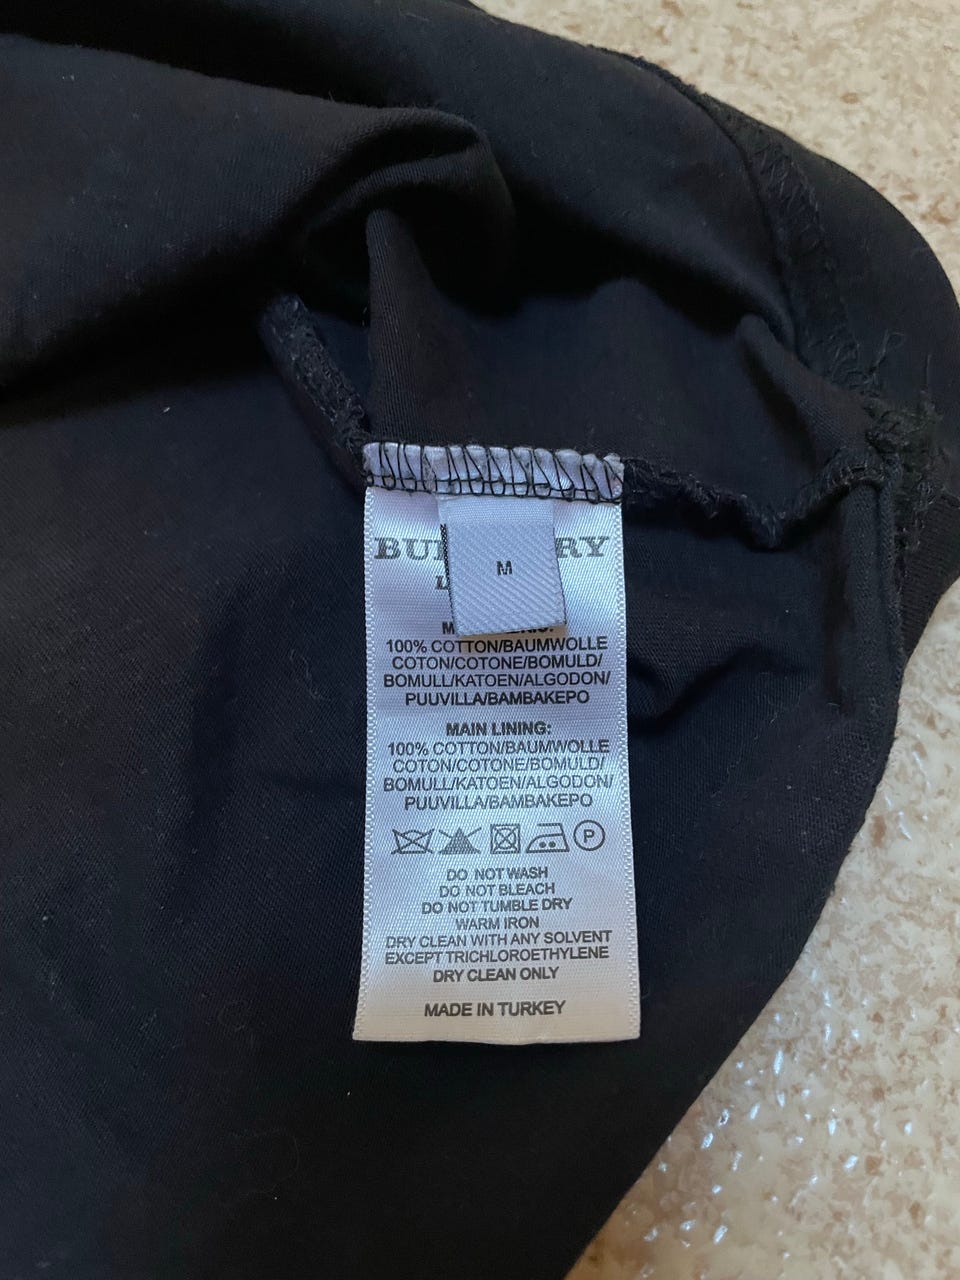 M
100% COTTON/BAUMWOLLE
COTON/COTONE/BOMULD/
BOMULL/KATOEN/ALGODON/
PUUVILLA/BAMBAKEPO
MAIN LINING:
100% COTTON/BAUMWOLLE
COTON/COTONE/BOMULD/
BOMULL/KATOEN/ALGODON/
PUUVILLA/BAMBAKEPO
P
DO NOT WASH
DO NOT BLEACH
DO NOT TUMBLE DRY
WARM IRON
DRY CLEAN WITH ANY SOLVENT
EXCEPT TRICHLOROETHYLENE
DRY CLEAN ONLY
MADE IN TURKEY